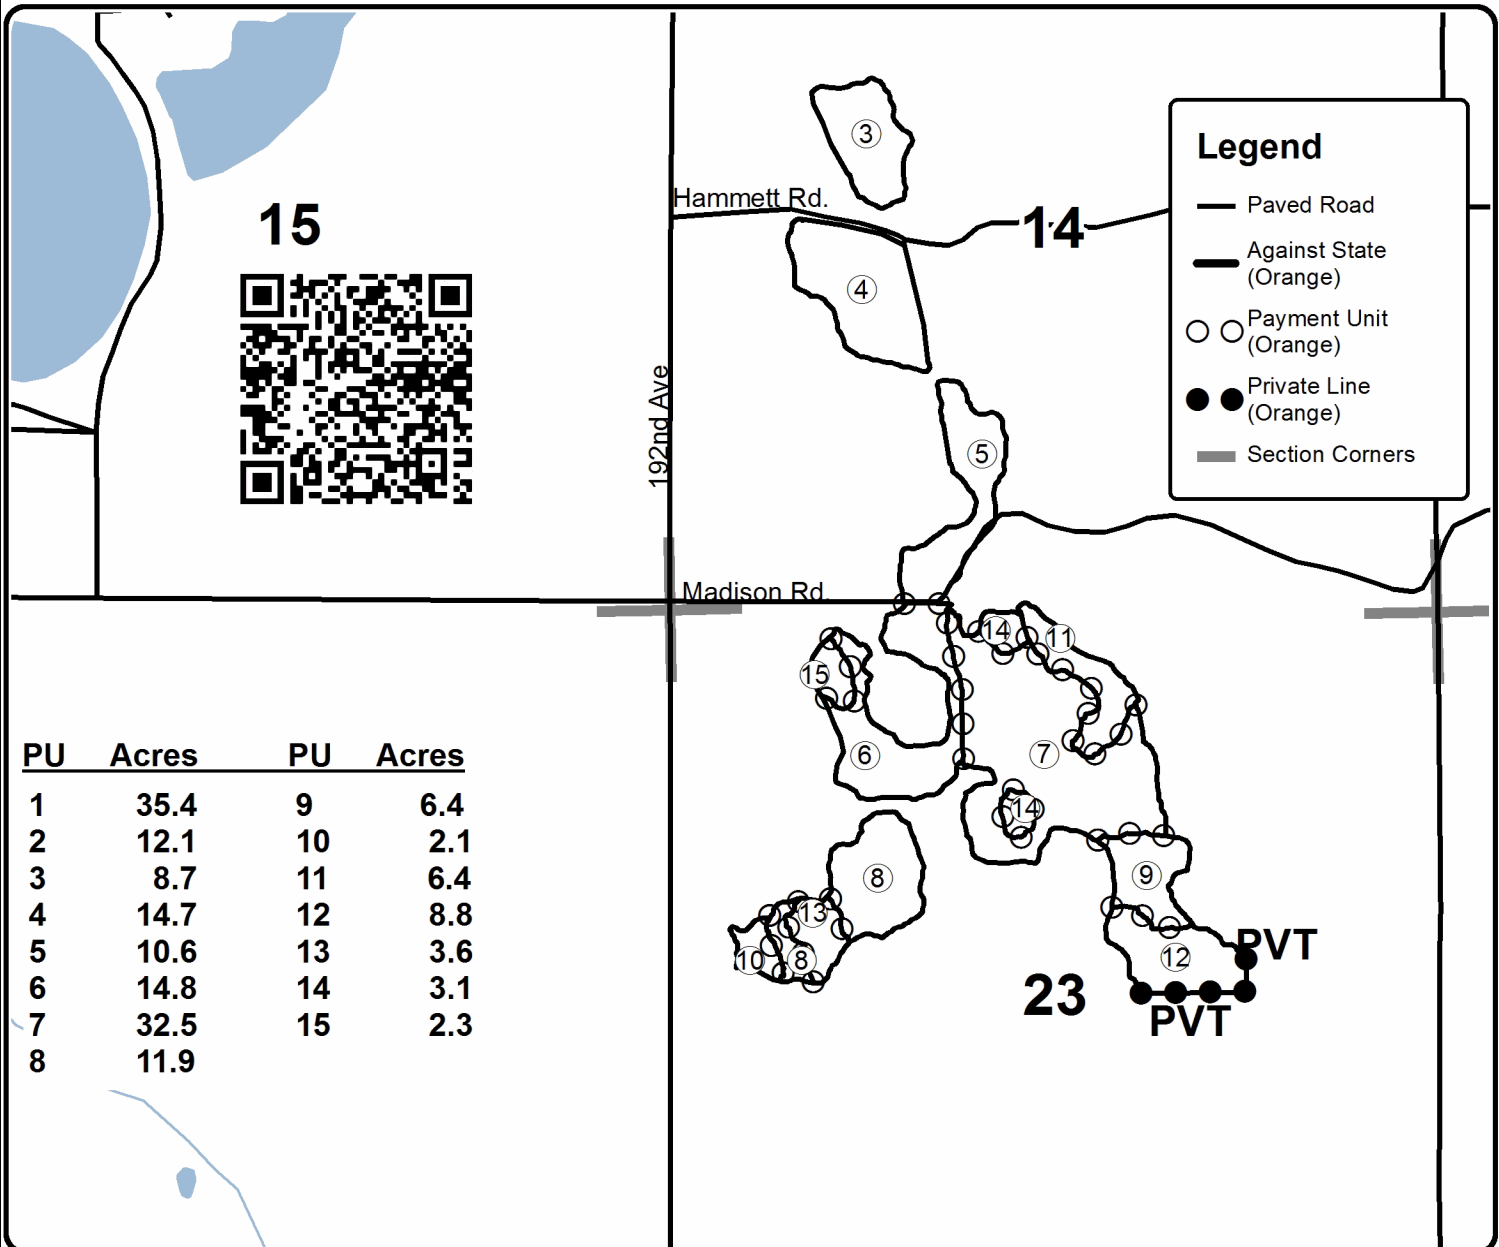 3
Hammett Rd.
15
14
4
Legend
Paved Road
Against State
(Orange)
Payment Unit
(Orange)
Private Line
(Orange)
Section Corners
192nd Ave
5
Madison Rd.
14
11
15
6
7
14
8
9
13
10
8
12
PVT
23
PVT
PU Acres PU Acres
1 35.4 9 6.4
2 12.1 10 2.1
3 8.7 11 6.4
4 14.7 12 8.8
5 10.6 13 3.6
6 14.8 14 3.1
7 32.5 15 2.3
8 11.9